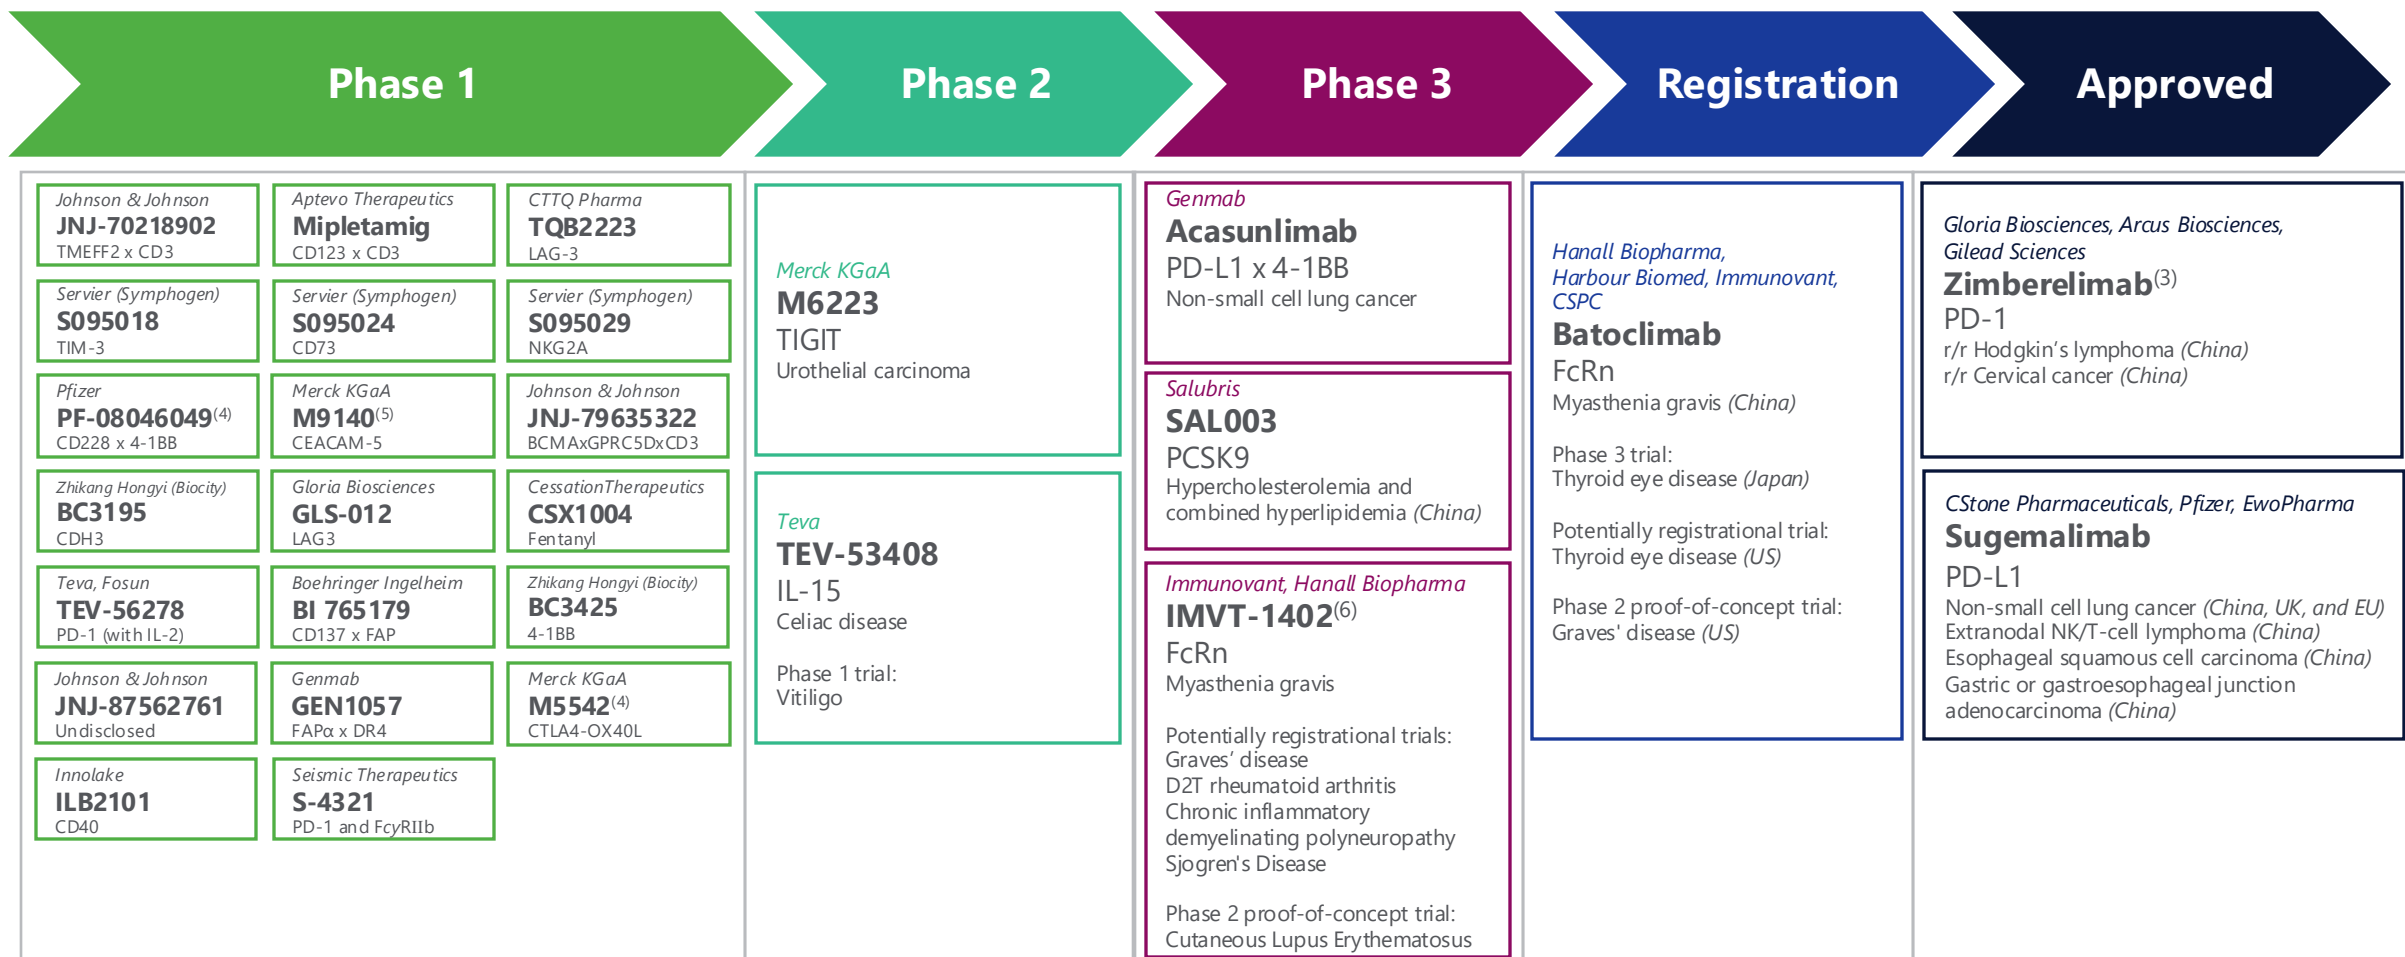 Phase 1
Phase 2
Phase 3
Registration
Approved
Johnson & Johnson
JNJ-70218902
TMEFF2 x CD3
Aptevo Therapeutics
Mipletamig
CD123 x CD3
CTTQ Pharma
TQB2223
LAG-3
Servier (Symphogen)
S095018
TIM-3
Servier (Symphogen)
S095024
CD73
Servier (Symphogen)
S095029
NKG2A
Pfizer
PF-08046049(4)
CD228 x 4-1BB
Merck KGaA
M9140(5)
CEACAM-5
Johnson & Johnson
JNJ-79635322
BCMAxGPRC5DxCD3
Zhikang Hongyi (Biocity)
BC3195
CDH3
Gloria Biosciences
GLS-012
LAG3
CessationTherapeutics
CSX1004
Fentanyl
Teva, Fosun
TEV-56278
PD-1 (with IL-2)
Boehringer Ingelheim
BI 765179
CD137 x FAP
Zhikang Hongyi (Biocity)
BC3425
4-1BB
Johnson & Johnson
JNJ-87562761
Undisclosed
Genmab
GEN1057
FAPα x DR4
Merck KGaA
M5542(4)
CTLA4-OX40L
Innolake
ILB2101
CD40
Seismic Therapeutics
S-4321
PD-1 and FcγRIIb
Merck KGaA
M6223
TIGIT
Urothelial carcinoma
Teva
TEV-53408
IL-15
Celiac disease
Phase 1 trial:
Vitiligo
Genmab
Acasunlimab
PD-L1 x 4-1BB
Non-small cell lung cancer
Salubris
SAL003
PCSK9
Hypercholesterolemia and
combined hyperlipidemia (China)
Immunovant, Hanall Biopharma
IMVT-1402(6)
FcRn
Myasthenia gravis
Potentially registrational trials:
Graves’ disease
D2T rheumatoid arthritis
Chronic inflammatory
demyelinating polyneuropathy
Sjogren's Disease
Phase 2 proof-of-concept trial:
Cutaneous Lupus Erythematosus
Hanall Biopharma,
Harbour Biomed, Immunovant,
CSPC
Batoclimab
FcRn
Myasthenia gravis (China)
Phase 3 trial:
Thyroid eye disease (Japan)
Potentially registrational trial:
Thyroid eye disease (US)
Phase 2 proof-of-concept trial:
Graves' disease (US)
Gloria Biosciences, Arcus Biosciences,
Gilead Sciences
Zimberelimab(3)
PD-1
r/r Hodgkin’s lymphoma (China)
r/r Cervical cancer (China)
CStone Pharmaceuticals, Pfizer, EwoPharma
Sugemalimab
PD-L1
Non-small cell lung cancer (China, UK, and EU)
Extranodal NK/T-cell lymphoma (China)
Esophageal squamous cell carcinoma (China)
Gastric or gastroesophageal junction
adenocarcinoma (China)